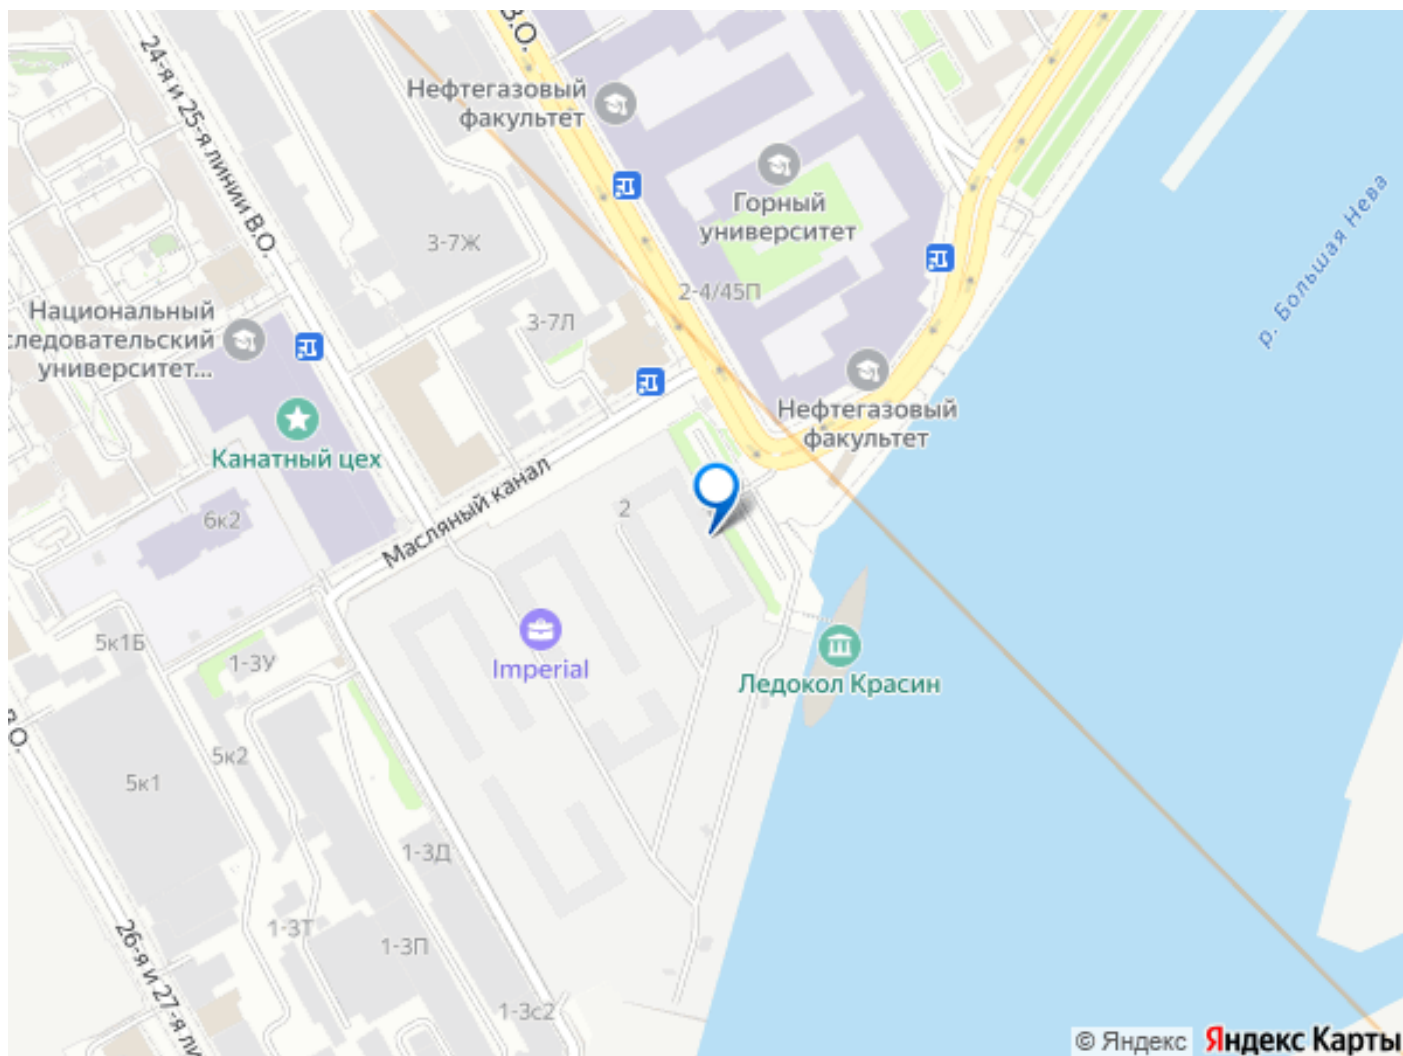 В.О.
24-я и 25-я линии В.О.
Нефтегазовый
факультет
Горный
университет
р. Большая Нева
3-7Ж
2-4/45П
3-7Л
Национальный
следовательский
университет...
Нефтегазовый
факультет
Канатный цех
Масляный канал
6к2
2
Imperial
5к1Б
1-3У
Ледокол Красин
В.О.
5к2
5к1
1-3Д
1-3Т
1-3П
26-я и 27-я ли
1-3с2
© Яндекс Яндекс Карты